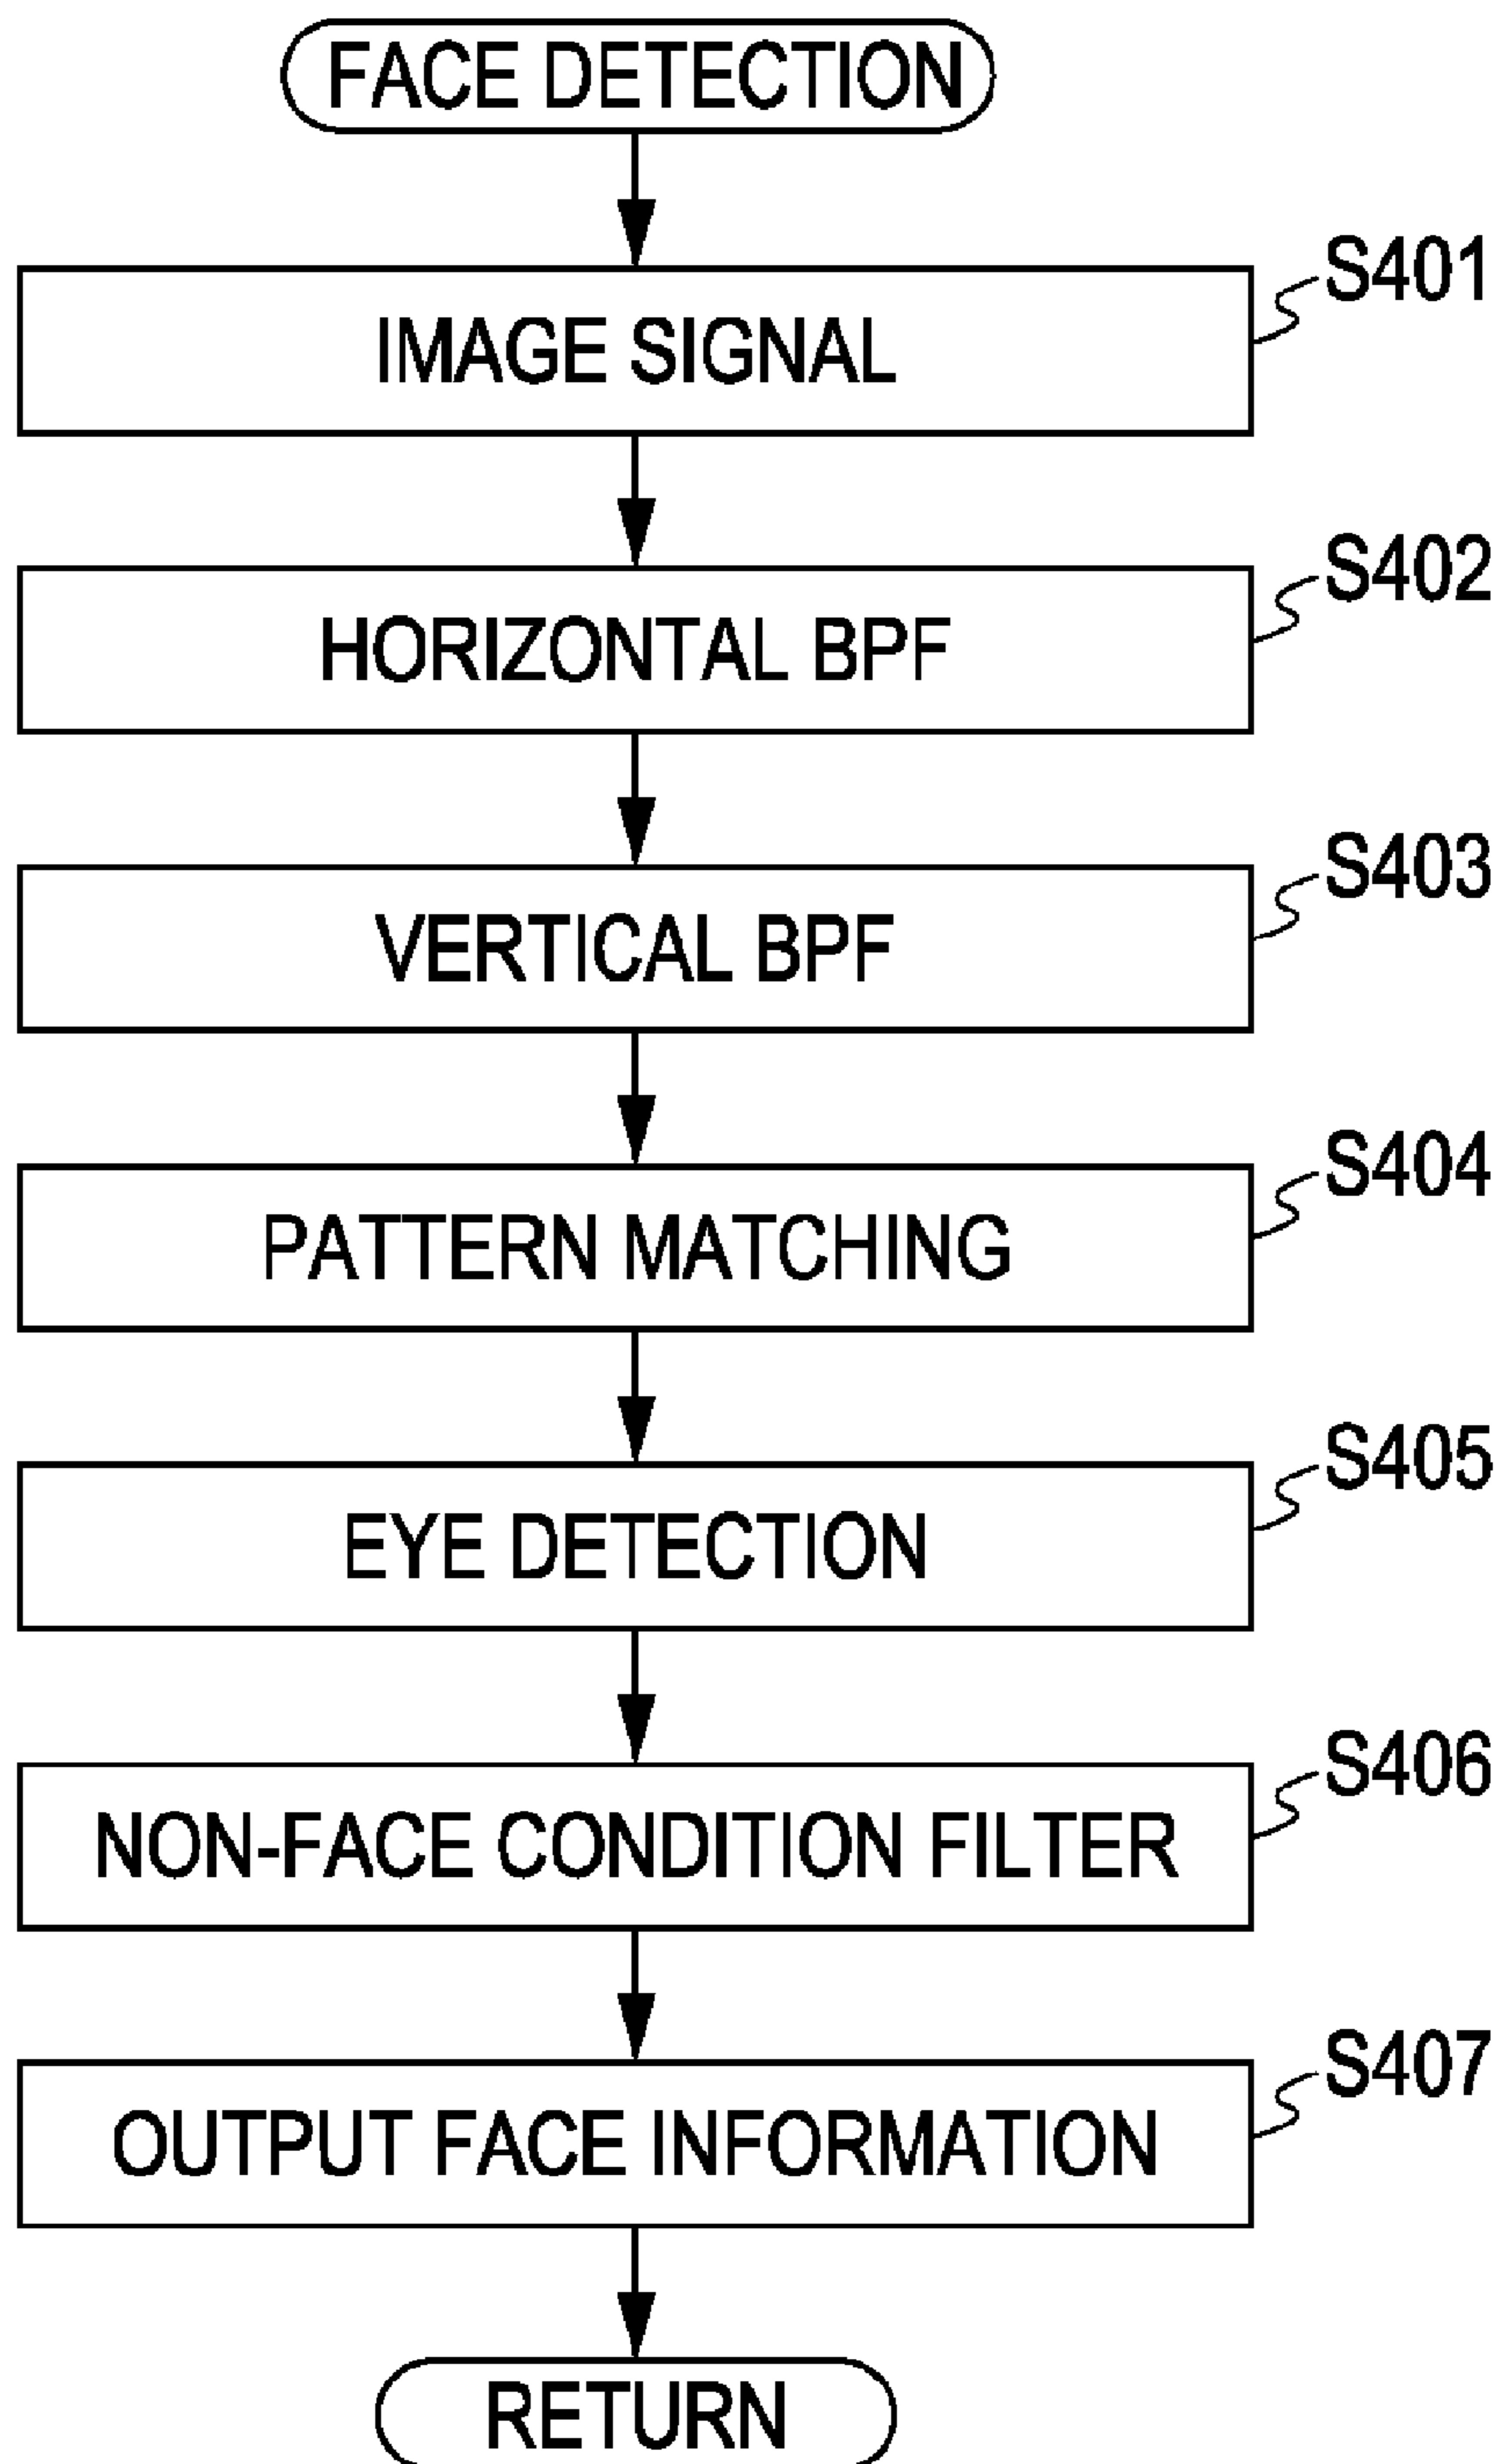 FACE DETECTION
S401
IMAGE SIGNAL
S402
HORIZONTAL BPF
S403
VERTICAL BPF
S404
PATTERN MATCHING
S405
EYE DETECTION
S406
NON-FACE CONDITION FILTER
S407
OUTPUT FACE INFORMATION
RETURN